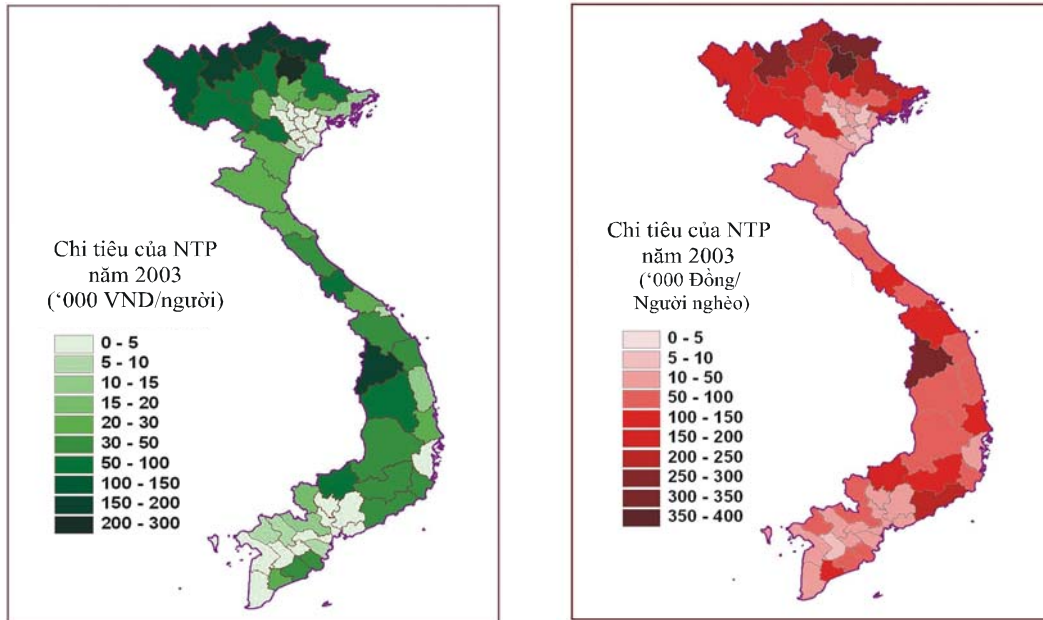 Chi tiêu của NTP
năm 2003
(‘000 VND/người)
0 - 5
5 - 10
10 - 15
15 - 20
20 - 30
30 - 50
50 - 100
100 - 150
150 - 200
200 - 300
Chi tiêu của NTP
năm 2003
(‘000 Đồng/
Người nghèo)
0 - 5
5 - 10
10 - 50
50 - 100
100 - 150
150 - 200
200 - 250
250 - 300
300 - 350
350 - 400